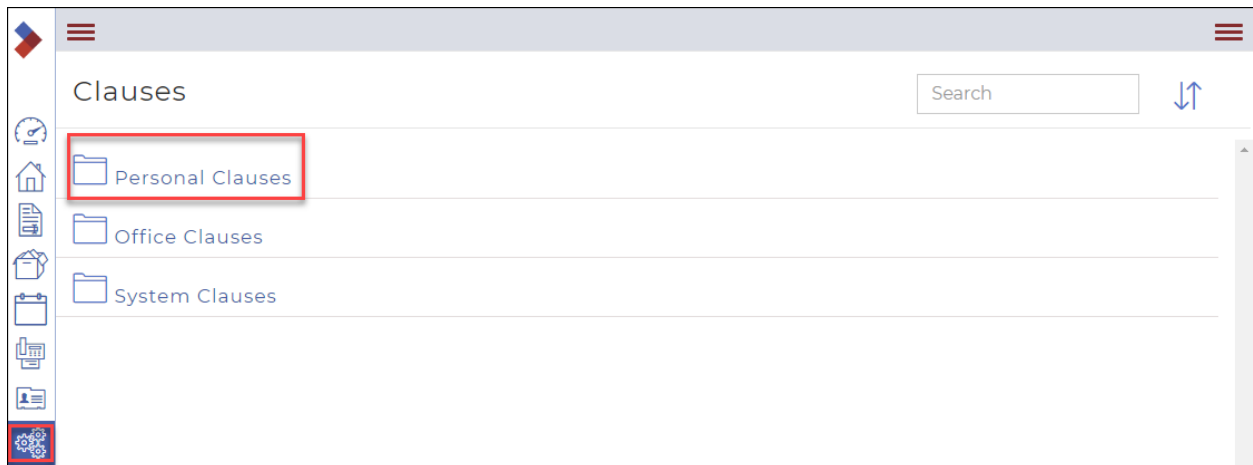 Clauses
Search
Personal Clauses
Office Clauses
System Clauses